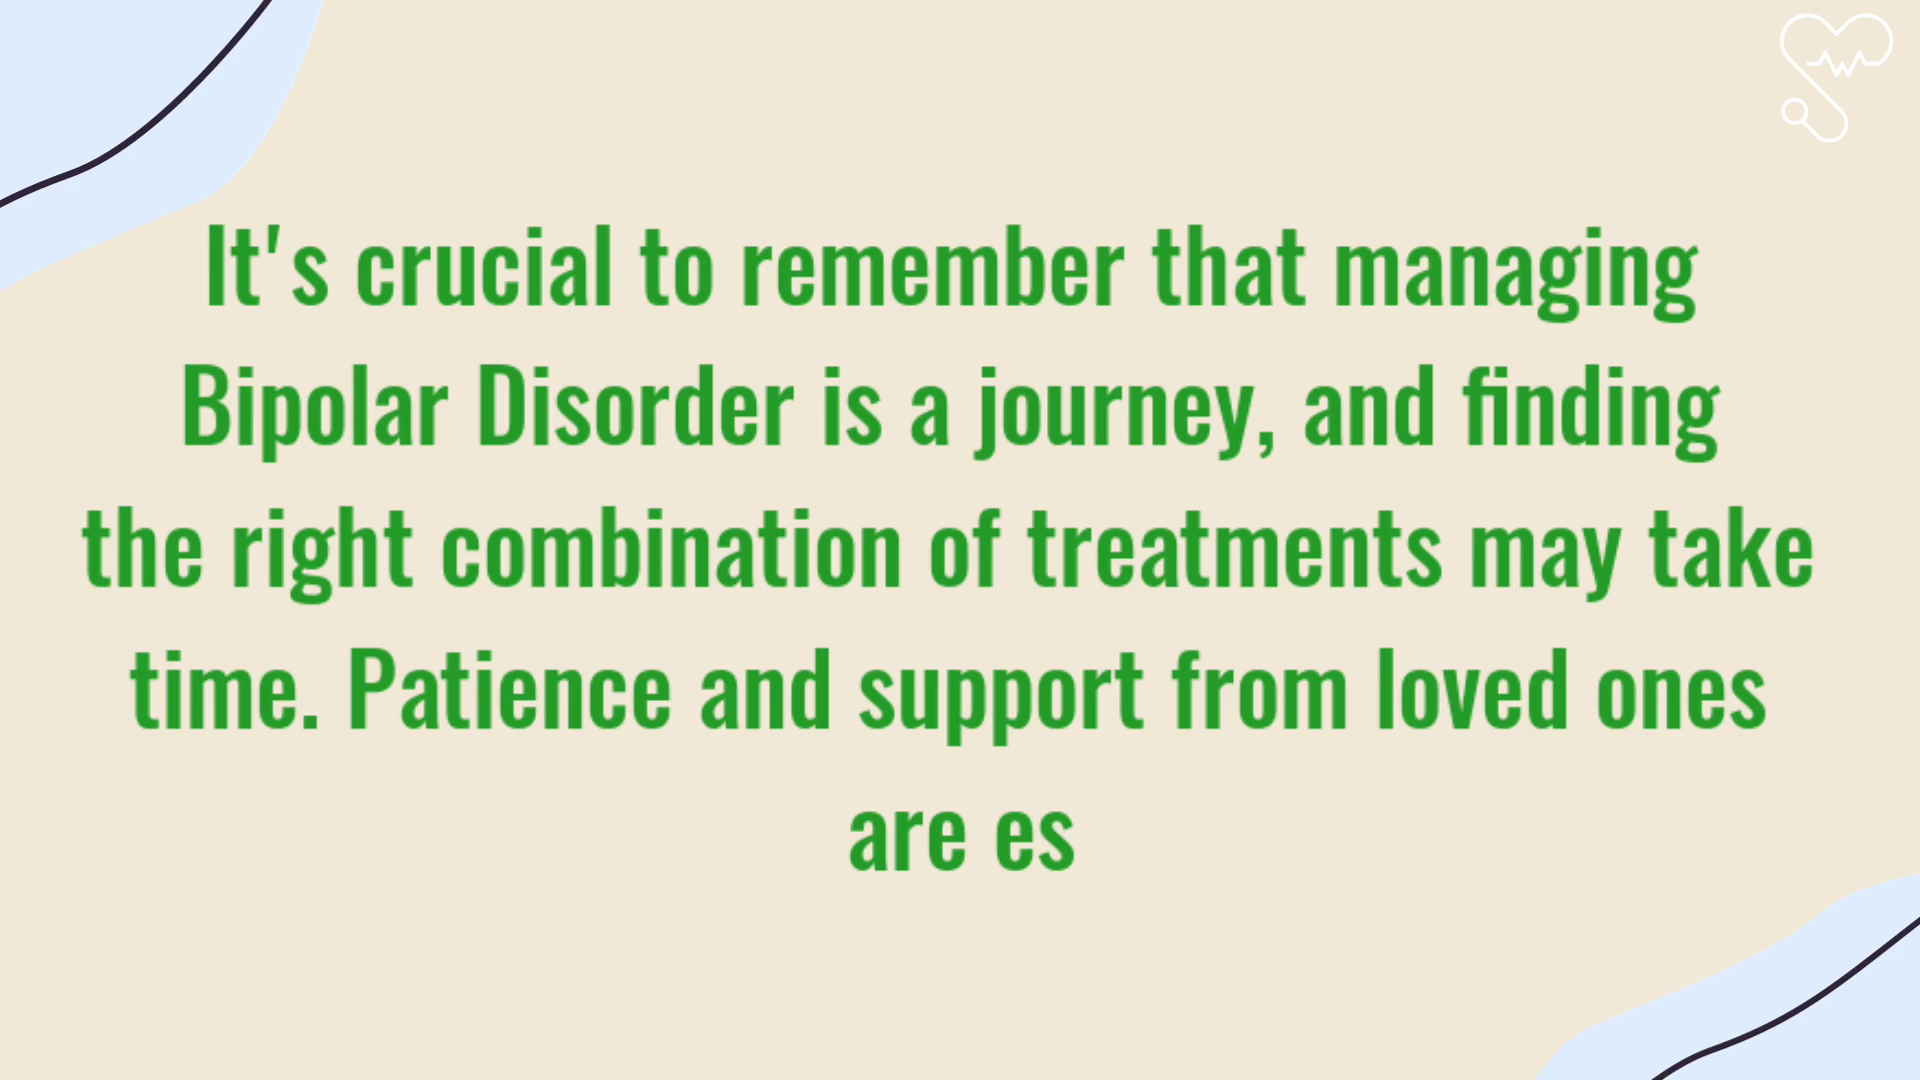 It's crucial to remember that managing
Bipolar Disorder is a journey, and finding
the right combination of treatments may take
time. Patience and support from loved ones
are es